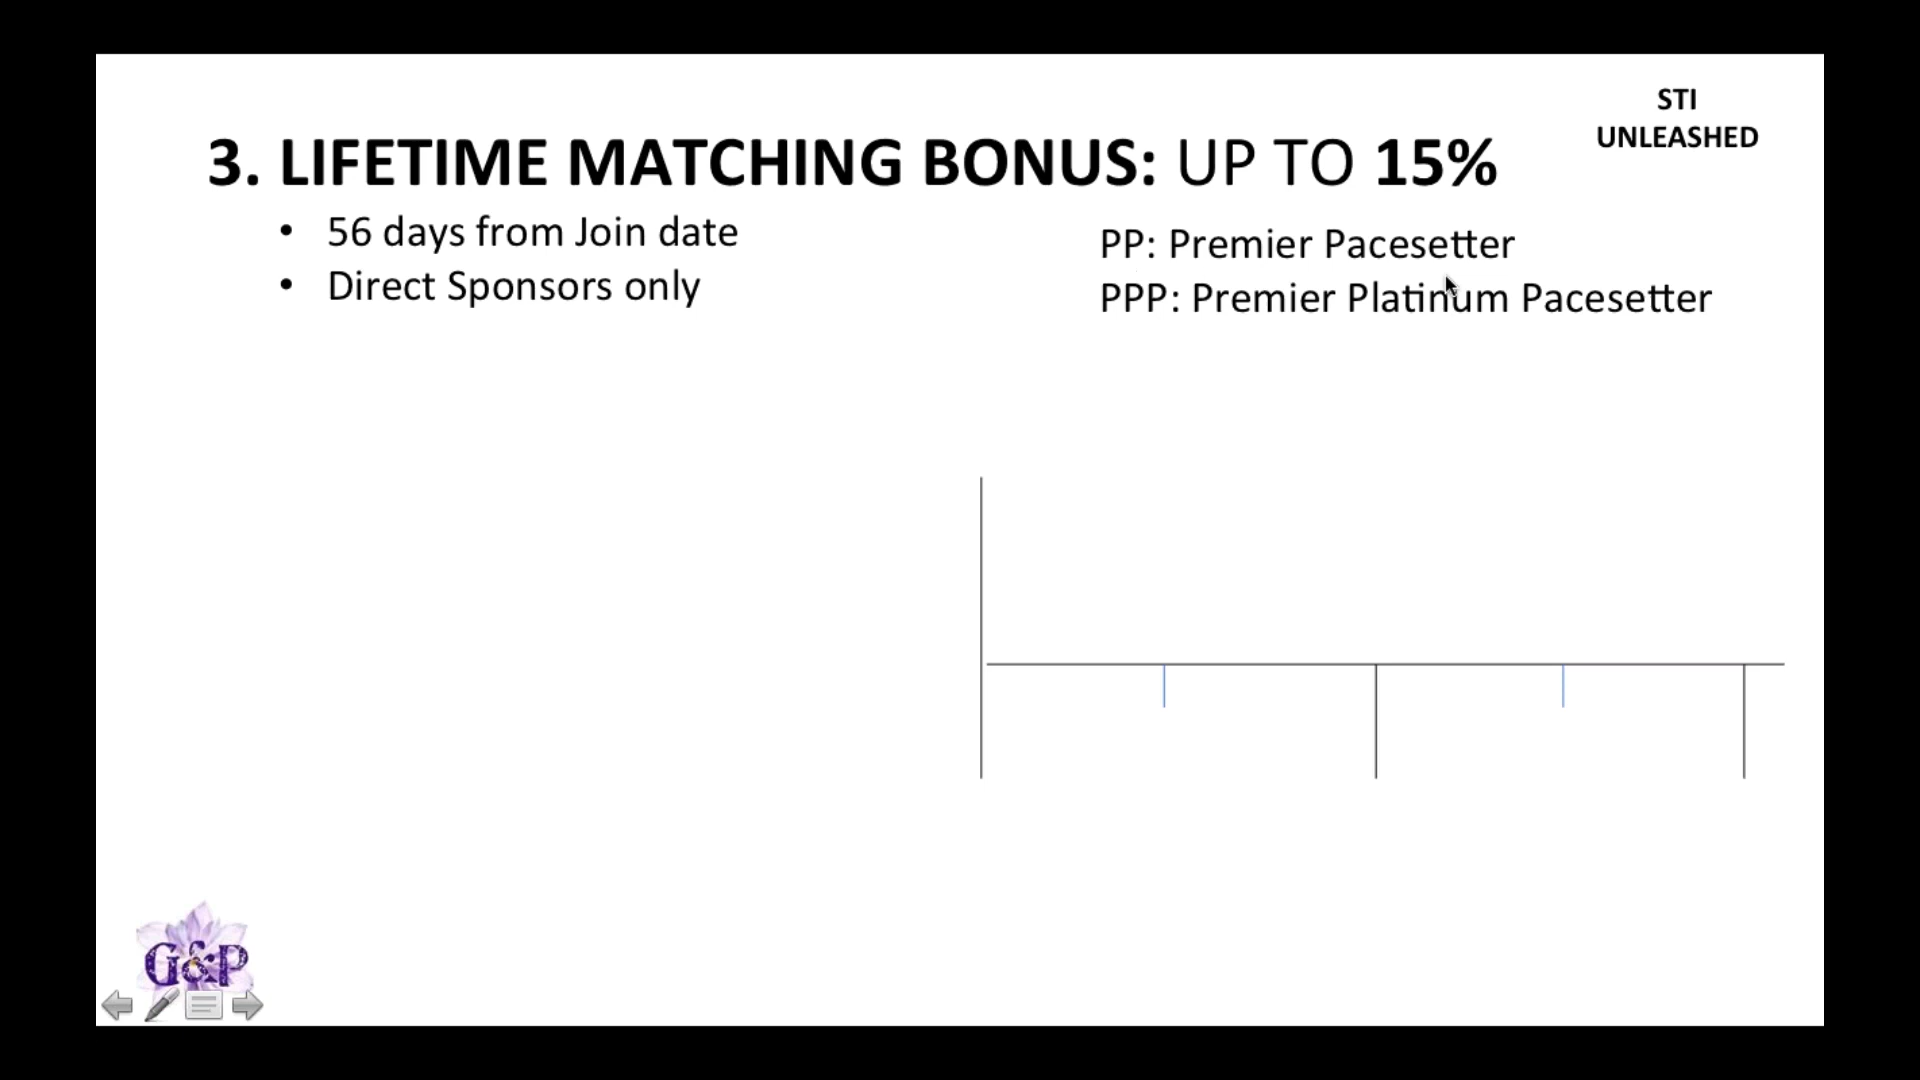 STI
UNLEASHED
3. LIFETIME MATCHING BONUS: UP TO 15%
• 56 days from Join date
• Direct Sponsors only
PP: Premier Pacesetter
PPP: Premier Platinum Pacesetter
G&P